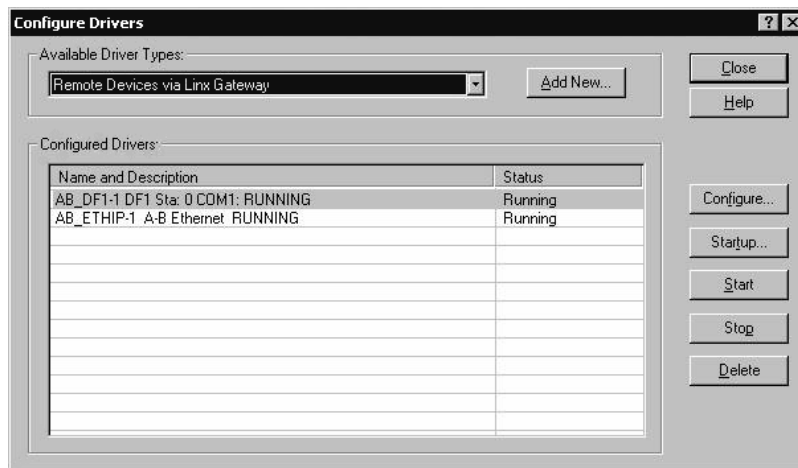 Configure Drivers
Available Driver Types:
Remote Devices via Linx Gateway
Add New...
Close
Help
Configured Drivers:
Name and Description Status
AB_DF1-1 DF1 Sta: 0 COM1: RUNNING Running
AB_ETHIP-1 A-B Ethernet RUNNING Running
Configure...
Startup...
Start
Stop
Delete